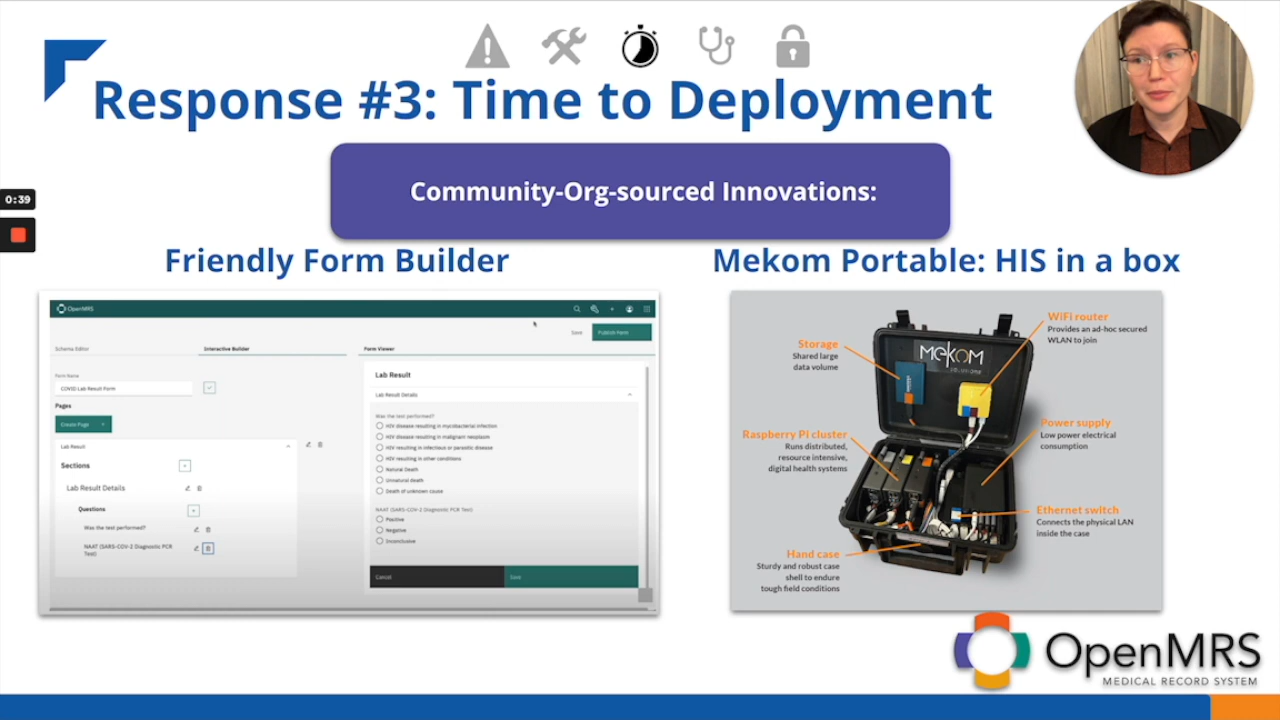 Response #3: Time to Deployment
0:39
Community-Org-sourced Innovations:
Friendly Form Builder
Mekom Portable: HIS in a box
OpenMRS
Save
Publish Form
Schema Editor
Interactive Builder
Form Viewer
Form Name
COVID Lab Result Form
Pages
Create Page
Lab Result
Sections
Lab Result Details
Questions
Was the test performed?
NAAT (SARS-COV-2 Diagnostic PCR
Test)
Lab Result
Lab Result Details
Was the test performed?
HIV disease resulting in mycobacterial infection
HIV disease resulting in malignant neoplasm
HIV resulting in infectious or parasitic disease
HIV resulting in other conditions
Natural Death
Unnatural death
Death of unknown cause
NAAT (SARS-COV-2 Diagnostic PCR Test)
Positive
Negative
Inconclusive
Cancel
Save
Storage
Shared large
data volume
WiFi router
Provides an ad-hoc secured
WLAN to join
MEKOM
Raspberry Pi cluster
Runs distributed,
resource intensive,
digital health systems
Power supply
Low power electrical
consumption
Ethernet switch
Connects the physical LAN
inside the case
Hand case
Sturdy and robust case
shell to endure
tough field conditions
OpenMRS
MEDICAL RECORD SYSTEM